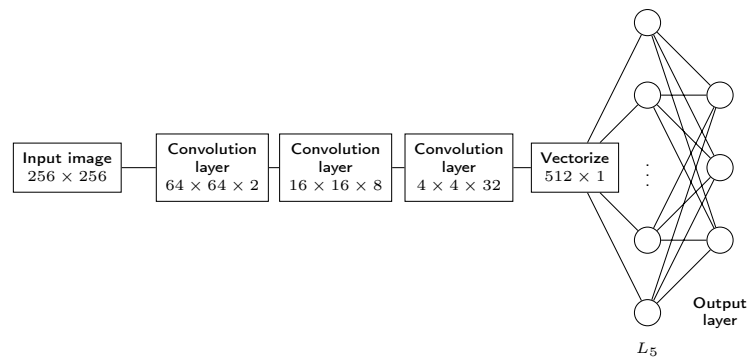 Input image
256 × 256
Convolution
layer
64 × 64 × 2
Convolution
layer
16 × 16 × 8
Convolution
layer
4 × 4 × 32
Vectorize
512 × 1
Output
layer
L₅